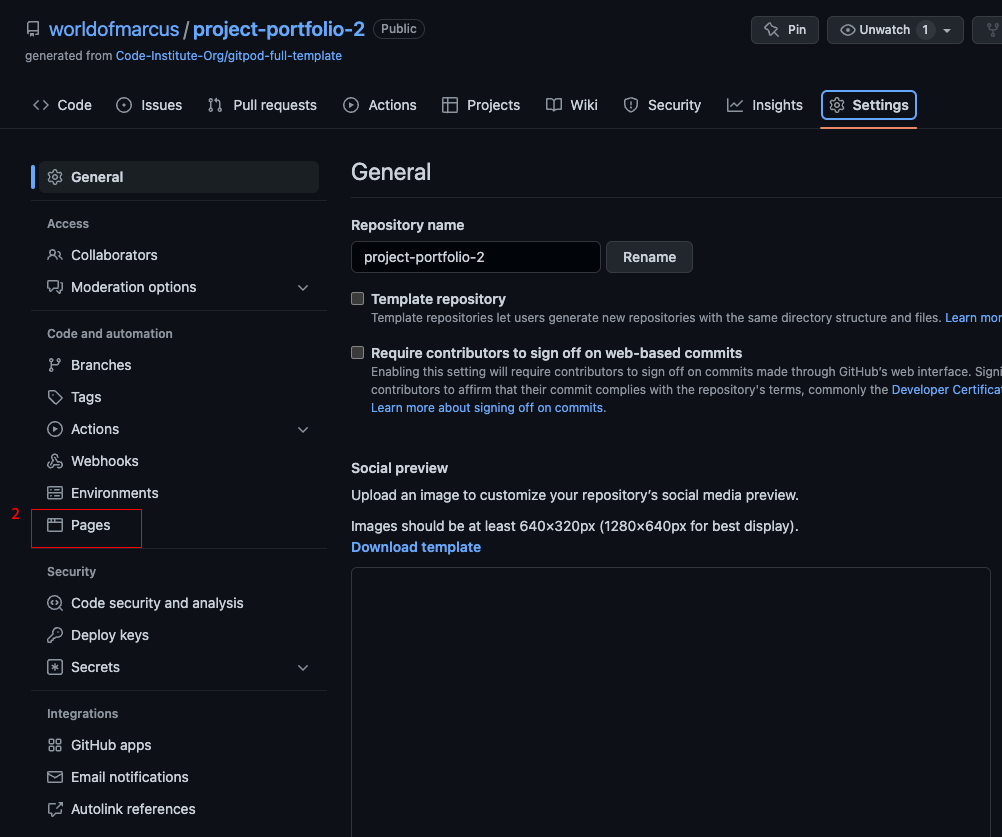 worldofmarcus / project-portfolio-2 Public
Pin
Unwatch 1
generated from Code-Institute-Org/gitpod-full-template
Code Issues Pull requests Actions Projects Wiki Security Insights Settings
General
Access
Collaborators
Moderation options
Code and automation
Branches
Tags
Actions
Webhooks
Environments
2
Pages
Security
Code security and analysis
Deploy keys
Secrets
Integrations
GitHub apps
Email notifications
Autolink references
General
Repository name
project-portfolio-2 Rename
Template repository
Template repositories let users generate new repositories with the same directory structure and files. Learn mor
Require contributors to sign off on web-based commits
Enabling this setting will require contributors to sign off on commits made through GitHub’s web interface. Signi
contributors to affirm that their commit complies with the repository's terms, commonly the Developer Certifica
Learn more about signing off on commits.
Social preview
Upload an image to customize your repository’s social media preview.
Images should be at least 640×320px (1280×640px for best display).
Download template